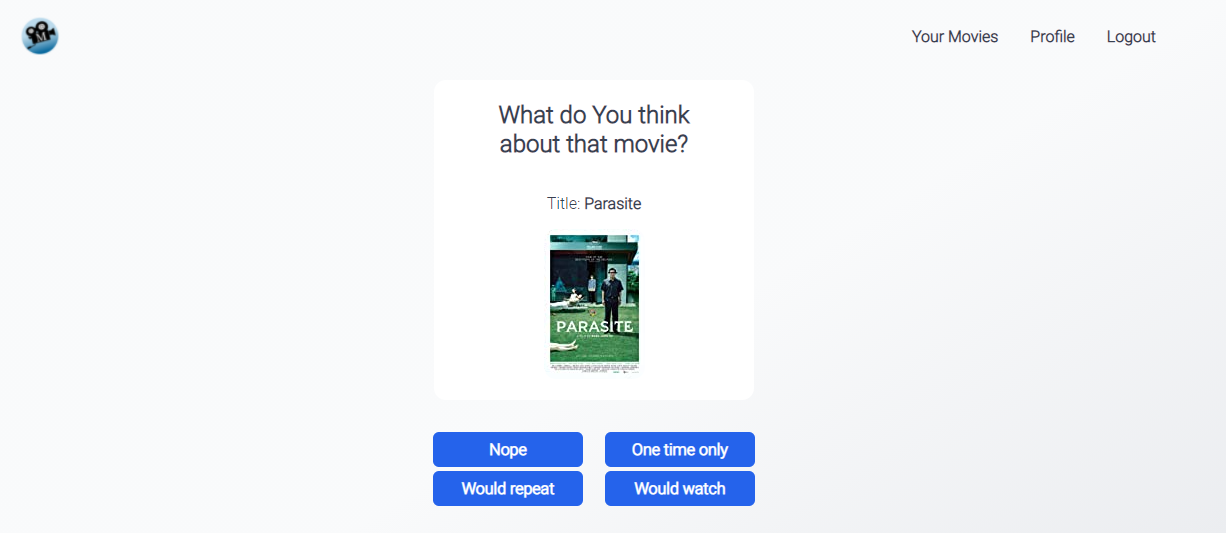 M
Your Movies
Profile
Logout
What do You think
about that movie?
Title: Parasite
PARASITE
Nope
One time only
Would repeat
Would watch